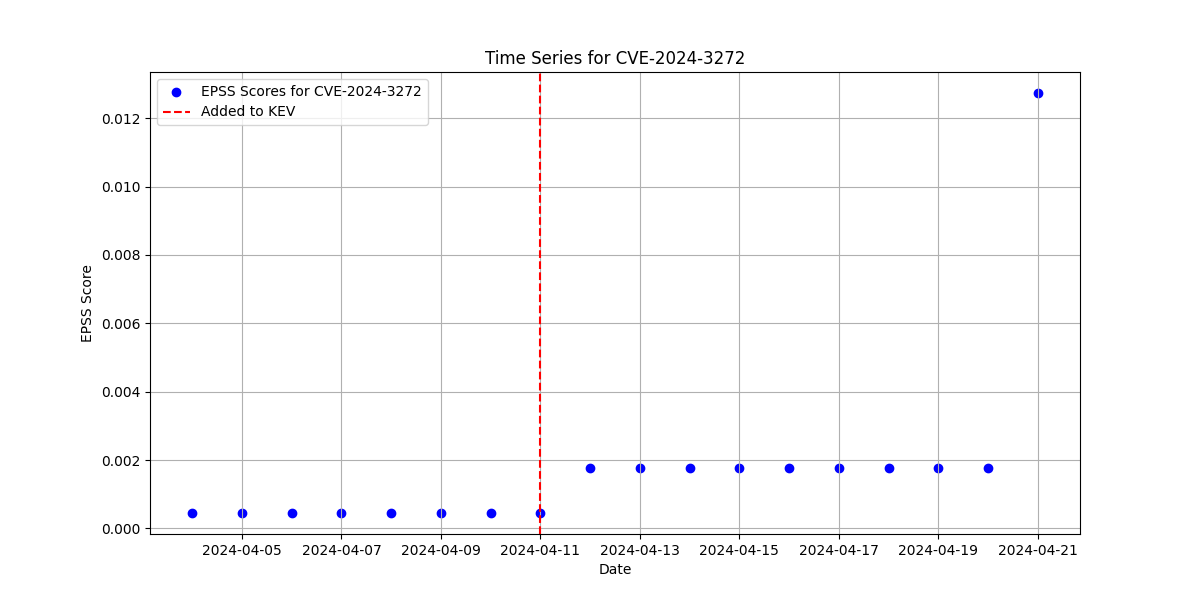 Time Series for CVE-2024-3272
EPSS Scores for CVE-2024-3272
Added to KEV
EPSS Score
0.012
0.010
0.008
0.006
0.004
0.002
0.000
2024-04-05 2024-04-07 2024-04-09 2024-04-11 2024-04-13 2024-04-15 2024-04-17 2024-04-19 2024-04-21
Date